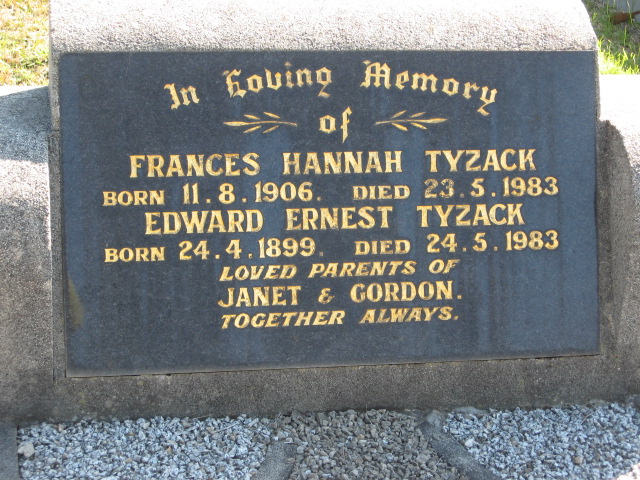 In Loving Memory
of
FRANCES HANNAH TYZACK
BORN 11.8.1906. DIED 23.5.1983
EDWARD ERNEST TYZACK
BORN 24.4.1899. DIED 24.5.1983
LOVED PARENTS OF
JANET & GORDON.
TOGETHER ALWAYS.